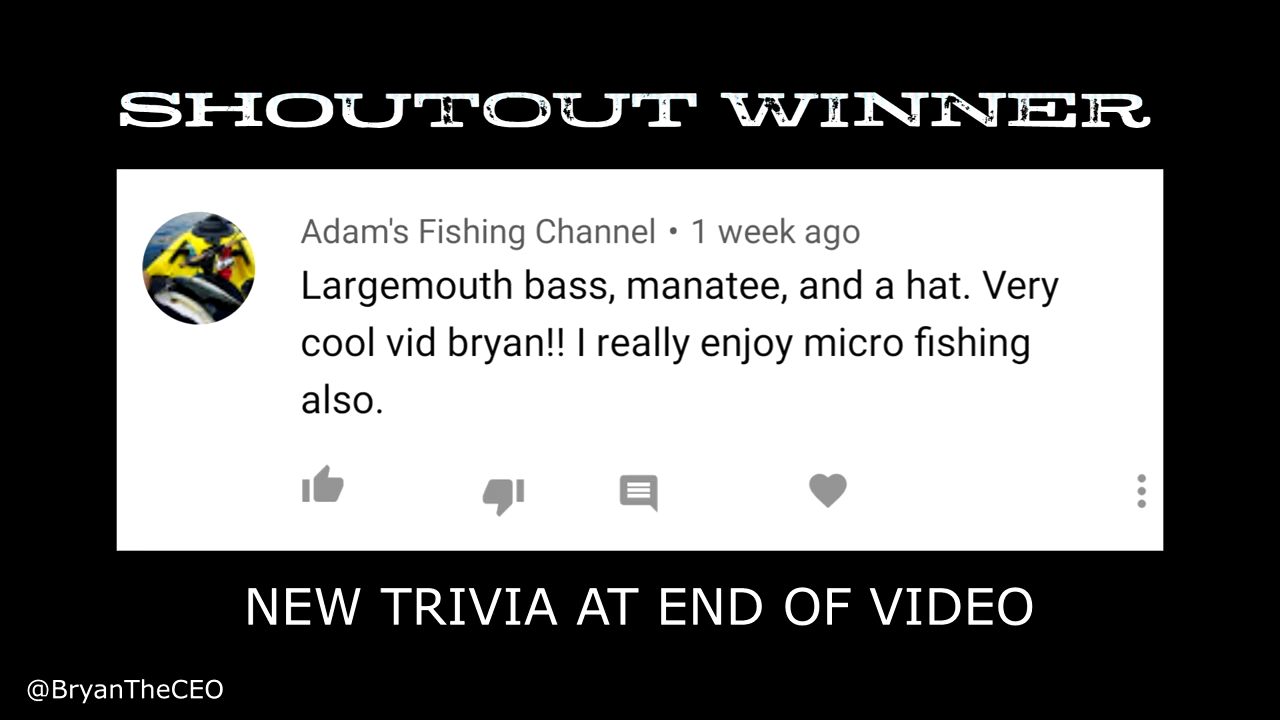 SHOUTOUT WINNER
Adam's Fishing Channel • 1 week ago
Largemouth bass, manatee, and a hat. Very
cool vid bryan!! I really enjoy micro fishing
also.
NEW TRIVIA AT END OF VIDEO
@BryanTheCEO